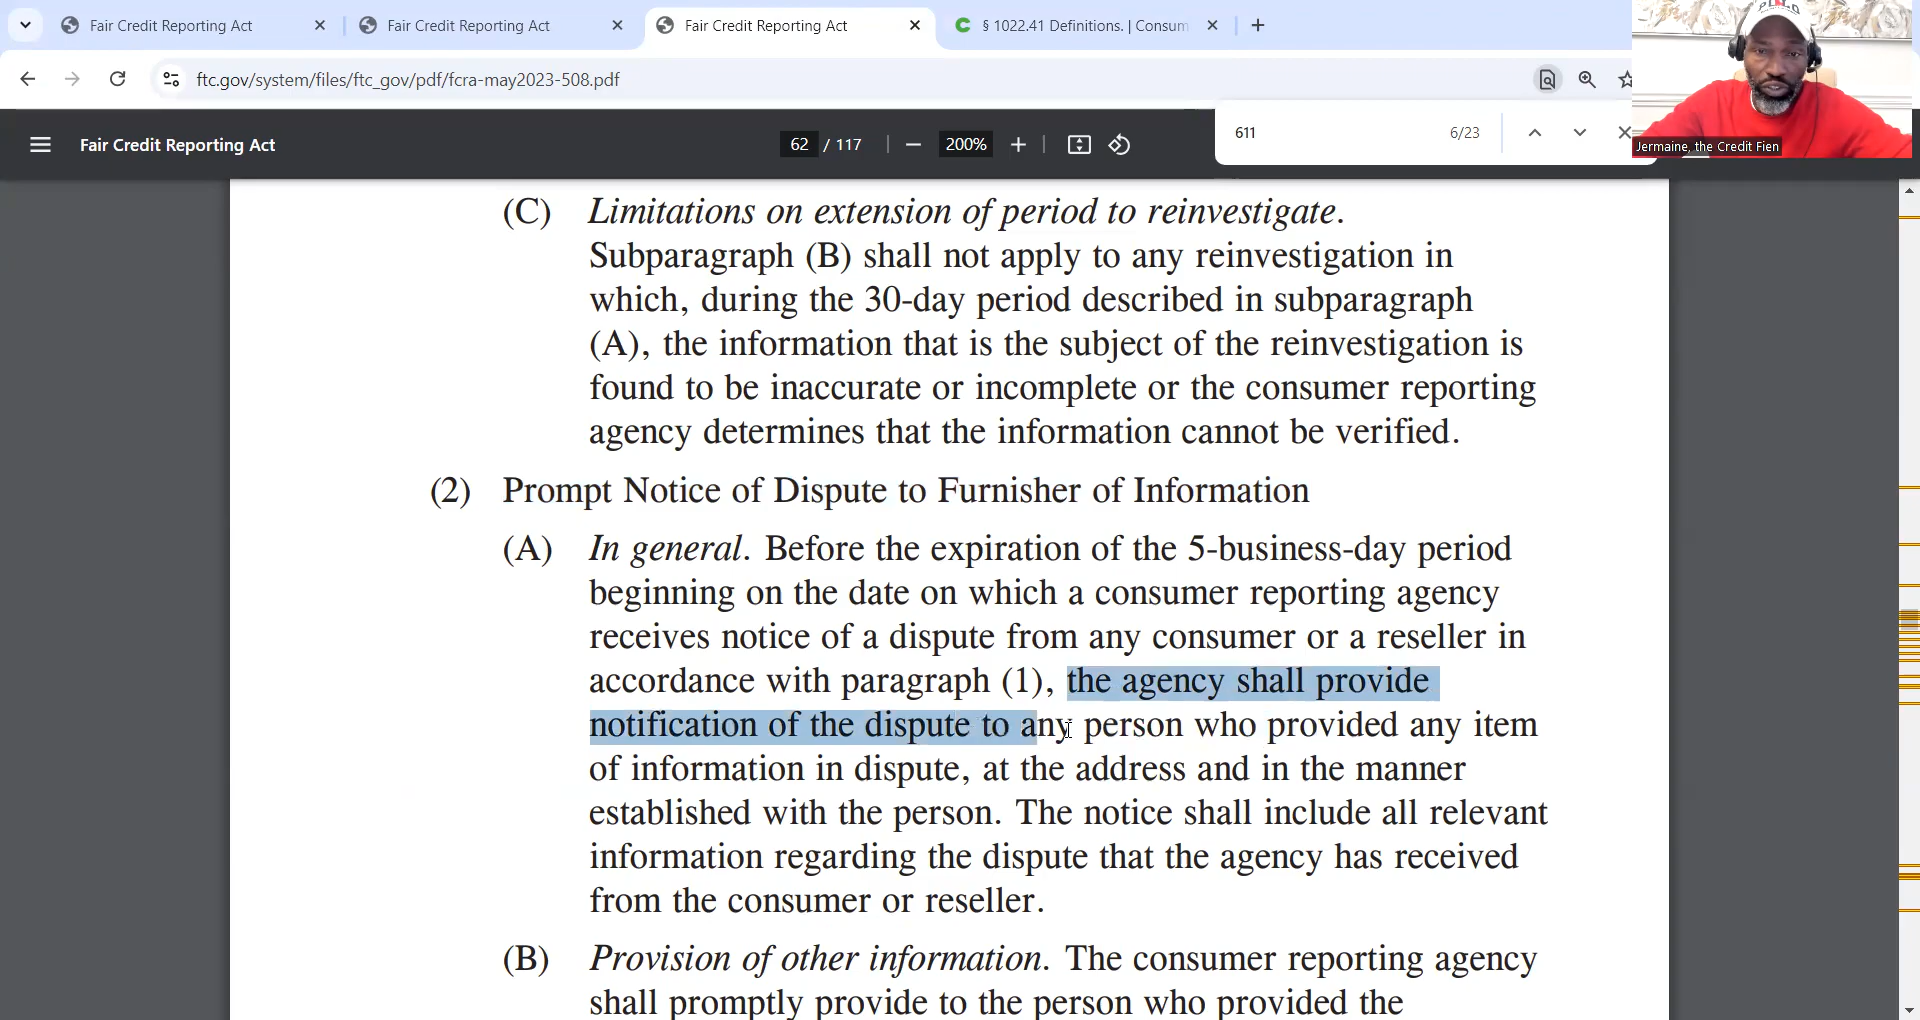 Fair Credit Reporting Act
Fair Credit Reporting Act
Fair Credit Reporting Act
§ 1022.41 Definitions. | Consum
ftc.gov/system/files/ftc_gov/pdf/fcra-may2023-508.pdf
Fair Credit Reporting Act
62 / 117
200%
611
6/23
Jermaine, the Credit Fien
(C) Limitations on extension of period to reinvestigate.
Subparagraph (B) shall not apply to any reinvestigation in
which, during the 30-day period described in subparagraph
(A), the information that is the subject of the reinvestigation is
found to be inaccurate or incomplete or the consumer reporting
agency determines that the information cannot be verified.
(2) Prompt Notice of Dispute to Furnisher of Information
(A) In general. Before the expiration of the 5-business-day period
beginning on the date on which a consumer reporting agency
receives notice of a dispute from any consumer or a reseller in
accordance with paragraph (1), the agency shall provide
notification of the dispute to any person who provided any item
of information in dispute, at the address and in the manner
established with the person. The notice shall include all relevant
information regarding the dispute that the agency has received
from the consumer or reseller.
(B) Provision of other information. The consumer reporting agency
shall promptly provide to the person who provided the